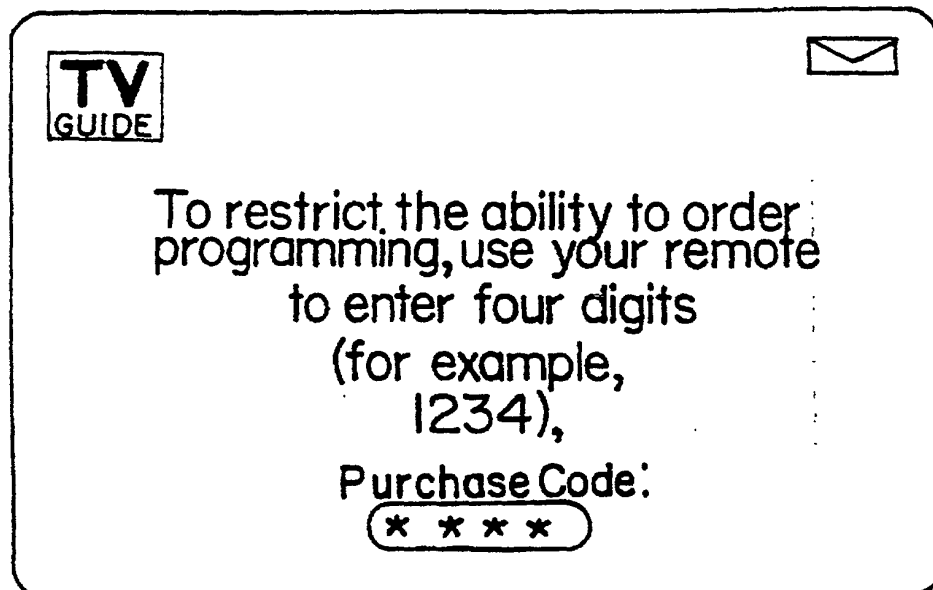 TV
GUIDE
To restrict the ability to order
programming, use your remote
to enter four digits
(for example,
1234),
Purchase Code:
* * * *